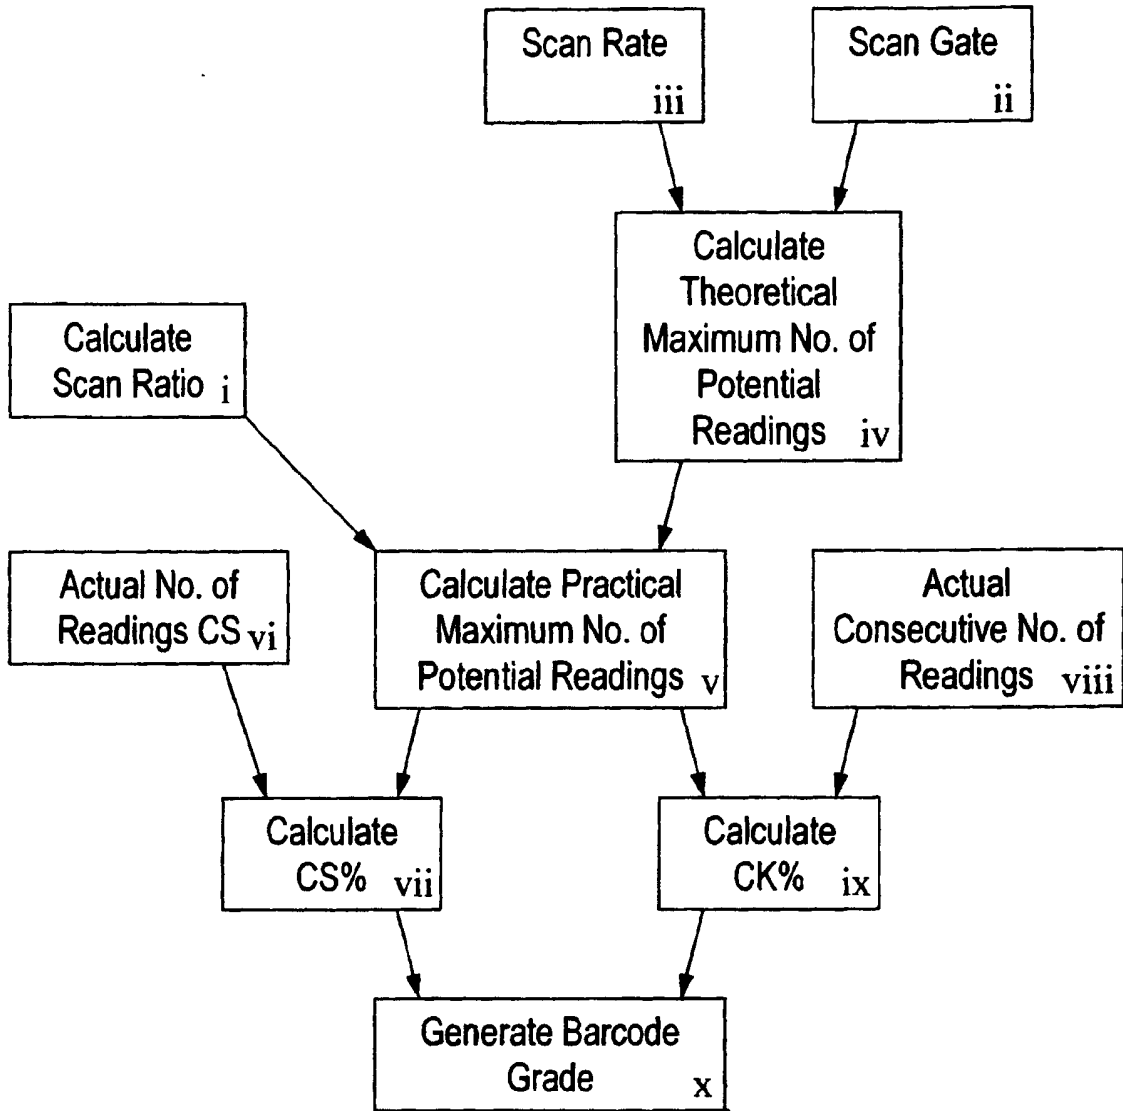 Scan Rate
iii
Scan Gate
ii
Calculate
Theoretical
Maximum No. of
Potential
Readings iv
Calculate
Scan Ratio i
Actual No. of
Readings CS vi
Calculate Practical
Maximum No. of
Potential Readings v
Actual
Consecutive No. of
Readings viii
Calculate
CS% vii
Calculate
CK% ix
Generate Barcode
Grade x